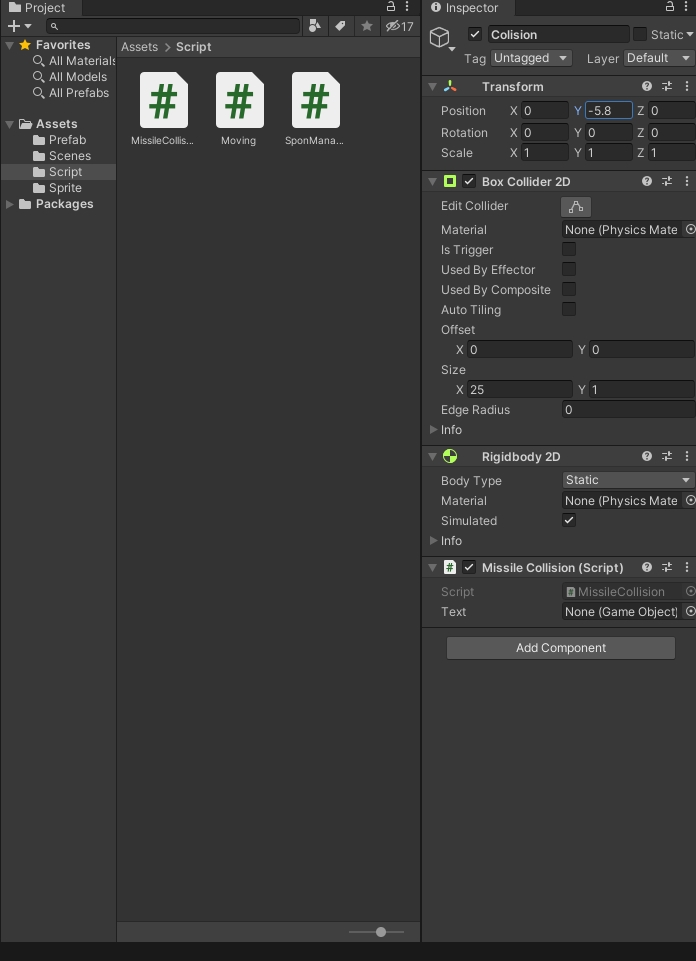 Project
17
Favorites
All Materials
All Models
All Prefabs
Assets
Prefab
Scenes
Script
Sprite
Packages
Assets Script
MissileCollis...
Moving
SponMana...
Inspector
Colision
Static
Tag Untagged Layer Default
Transform
Position X 0 Y -5.8 Z 0
Rotation X 0 Y 0 Z 0
Scale X 1 Y 1 Z 1
Box Collider 2D
Edit Collider
Material None (Physics Mate
Is Trigger
Used By Effector
Used By Composite
Auto Tiling
Offset
X 0 Y 0
Size
X 25 Y 1
Edge Radius 0
Info
Rigidbody 2D
Body Type Static
Material None (Physics Mate
Simulated
Info
# Missile Collision (Script)
Script # MissileCollision
Text None (Game Object)
Add Component